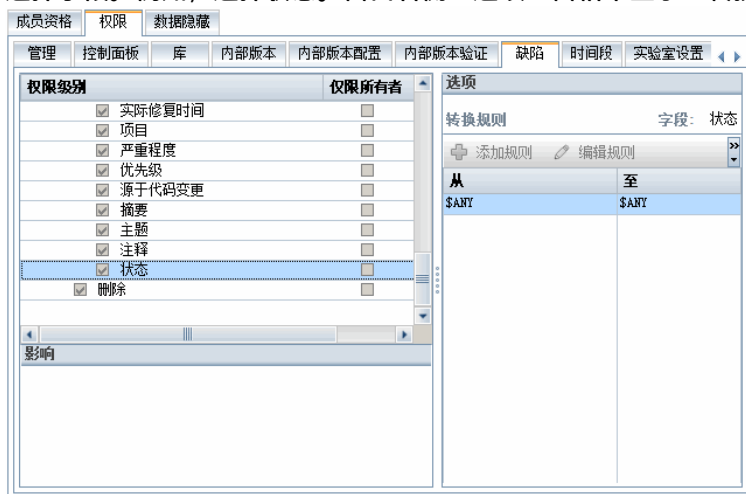 成员资格 权限 数据隐藏
管理 控制面板 库 内部版本 内部版本配置 内部版本验证 缺陷 时间段 实验室设置
权限级别 仅限所有者
实际修复时间
项目
严重程度
优先级
源于代码变更
摘要
主题
注释
状态
删除
影响
选项
转换规则 字段: 状态
添加规则 编辑规则
从 至
$ANY $ANY